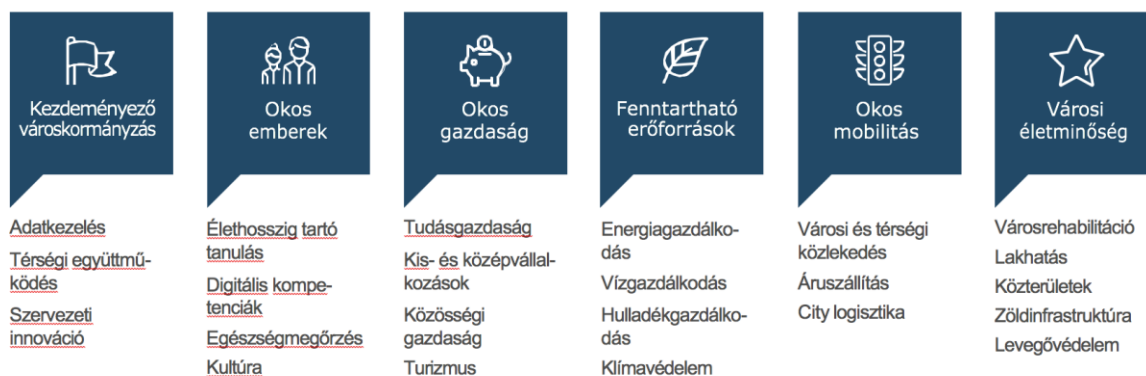 Kezdeményező
városkormányzás
Adatkezelés
Térségi együttmű-
ködés
Szervezeti
innováció
Okos
emberek
Élethosszig tartó
tanulás
Digitális kompe-
tenciák
Egészségmegőrzés
Kultúra
Okos
gazdaság
Tudásgazdaság
Kis- és középvállal-
kozások
Közösségi
gazdaság
Turizmus
Fenntartható
erőforrások
Energiagazdálko-
dás
Vízgazdálkodás
Hulladékgazdálko-
dás
Klímavédelem
Okos
mobilitás
Városi és térségi
közlekedés
Áruszállítás
City logisztika
Városi
életminőség
Városrehabilitáció
Lakhatás
Közterületek
Zöldinfrastruktúra
Levegővédelem